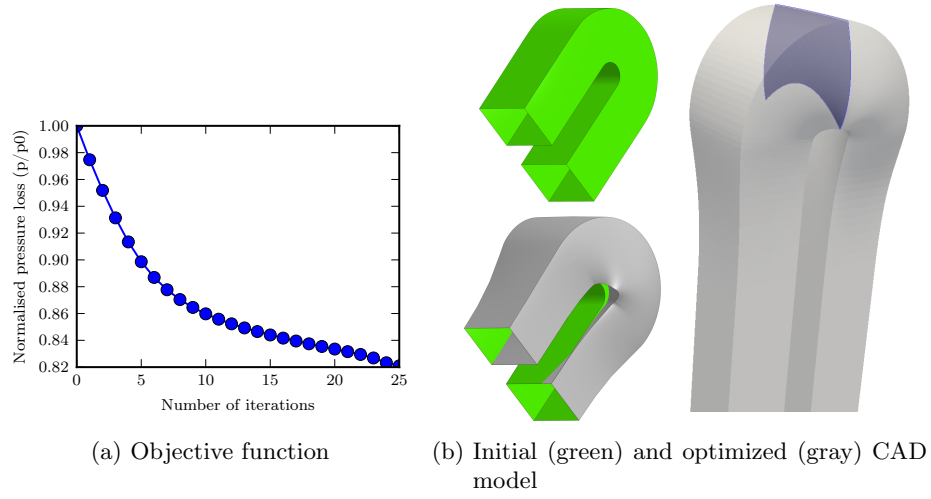 1.00
0.98
0.96
0.94
0.92
0.90
0.88
0.86
0.84
0.82
Normalised pressure loss (p/p0)
0 5 10 15 20 25
Number of iterations
(a) Objective function
(b) Initial (green) and optimized (gray) CAD
model